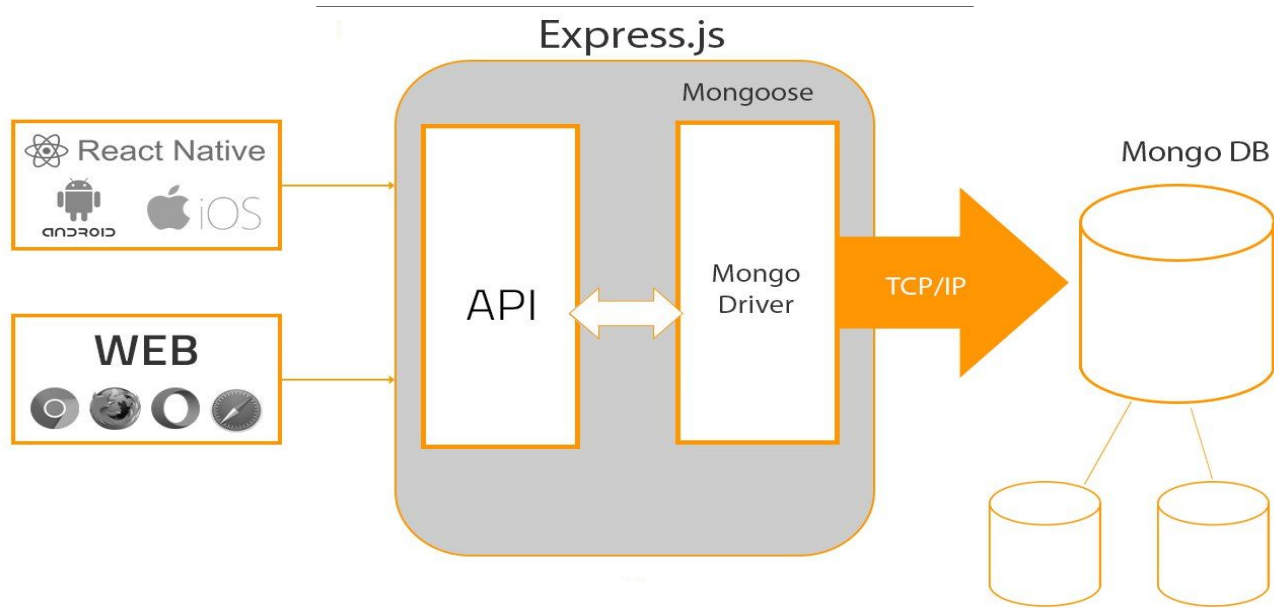 Express.js
Mongoose
React Native
ANDROID
iOS
WEB
API
Mongo
Driver
TCP/IP
Mongo DB